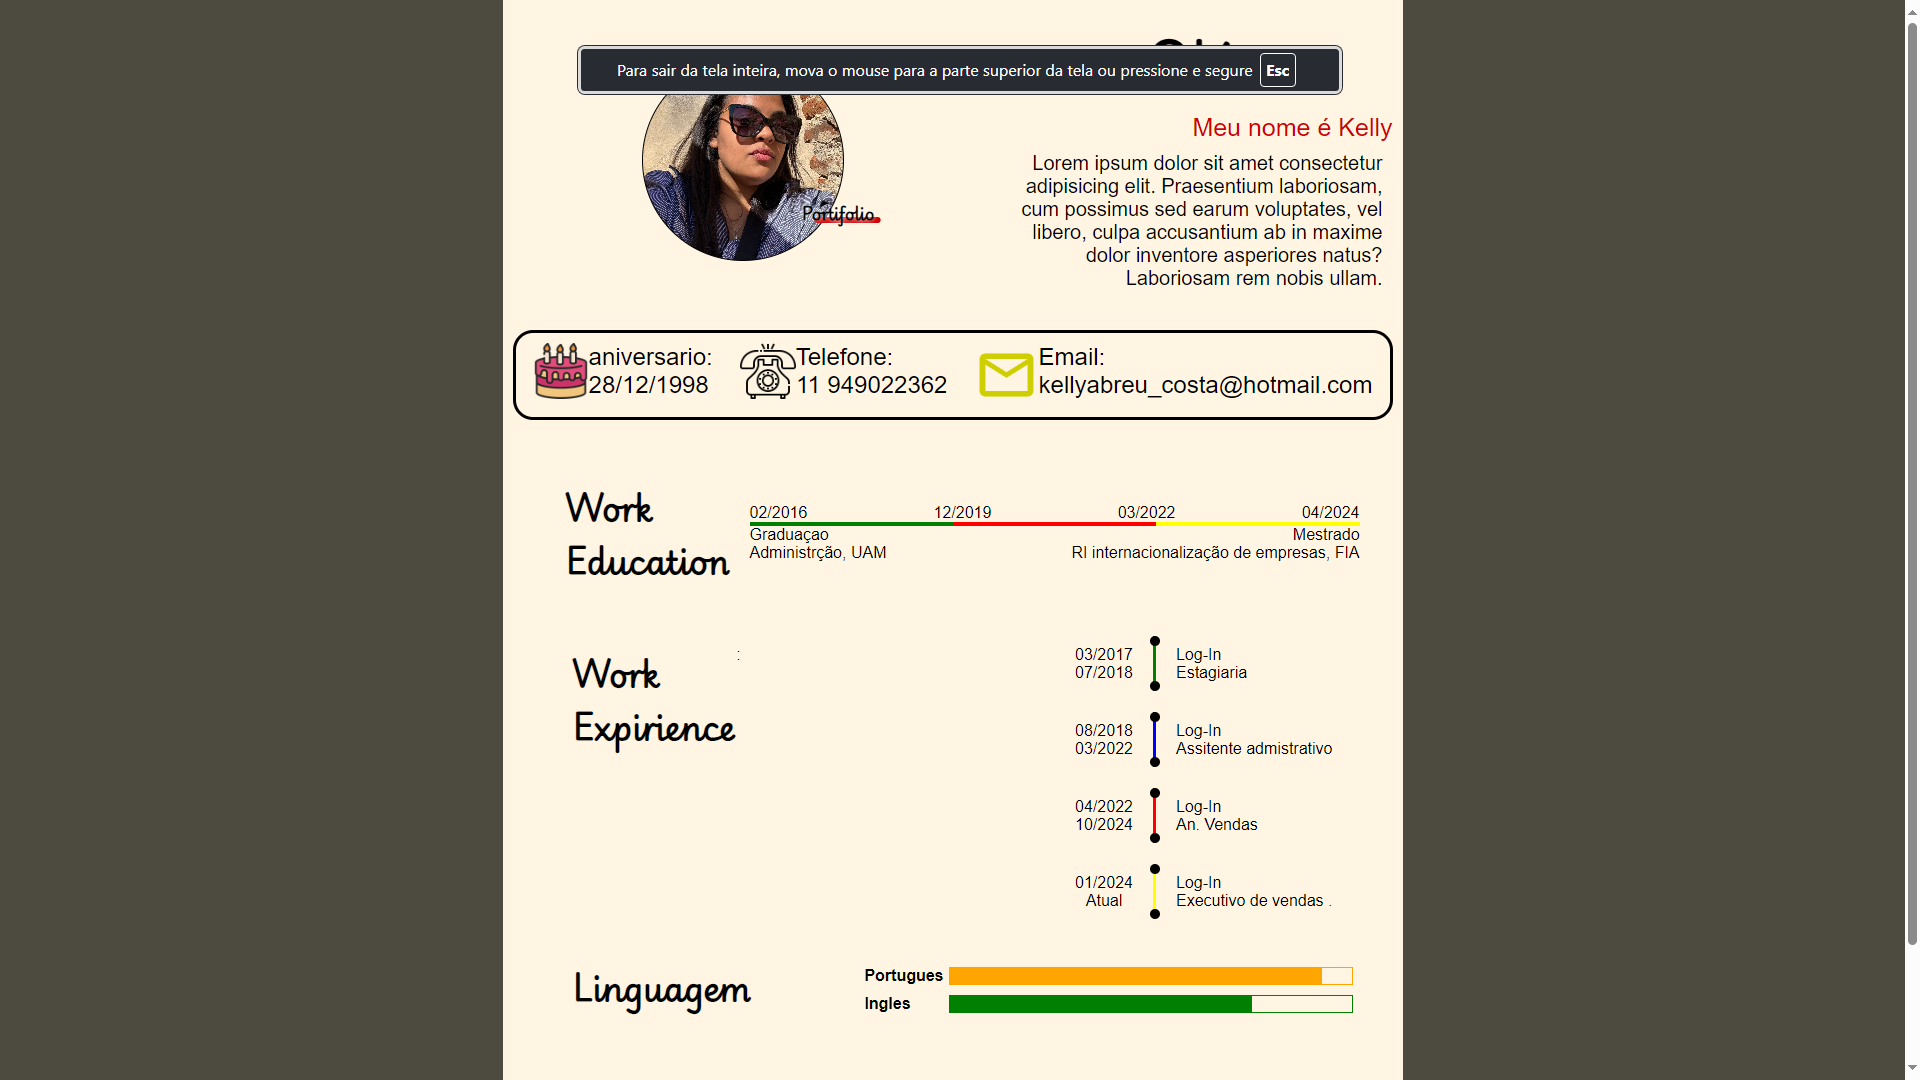 Para sair da tela inteira, mova o mouse para a parte superior da tela ou pressione e segure Esc
Meu nome é Kelly
Lorem ipsum dolor sit amet consectetur
adipisicing elit. Praesentium laboriosam,
cum possimus sed earum voluptates, vel
libero, culpa accusantium ab in maxime
dolor inventore asperiores natus?
Laboriosam rem nobis ullam.
Portifolio
aniversario:
28/12/1998
Telefone:
11 949022362
Email:
kellyabreu_costa@hotmail.com
Work
Education
02/2016 12/2019 03/2022 04/2024
Graduaçao
Administrção, UAM
Mestrado
RI internacionalização de empresas, FIA
Work
Expirience
:
03/2017 Log-In
07/2018 Estagiaria
08/2018 Log-In
03/2022 Assitente admistrativo
04/2022 Log-In
10/2024 An. Vendas
01/2024 Log-In
Atual Executivo de vendas .
Linguagem
Portugues
Ingles